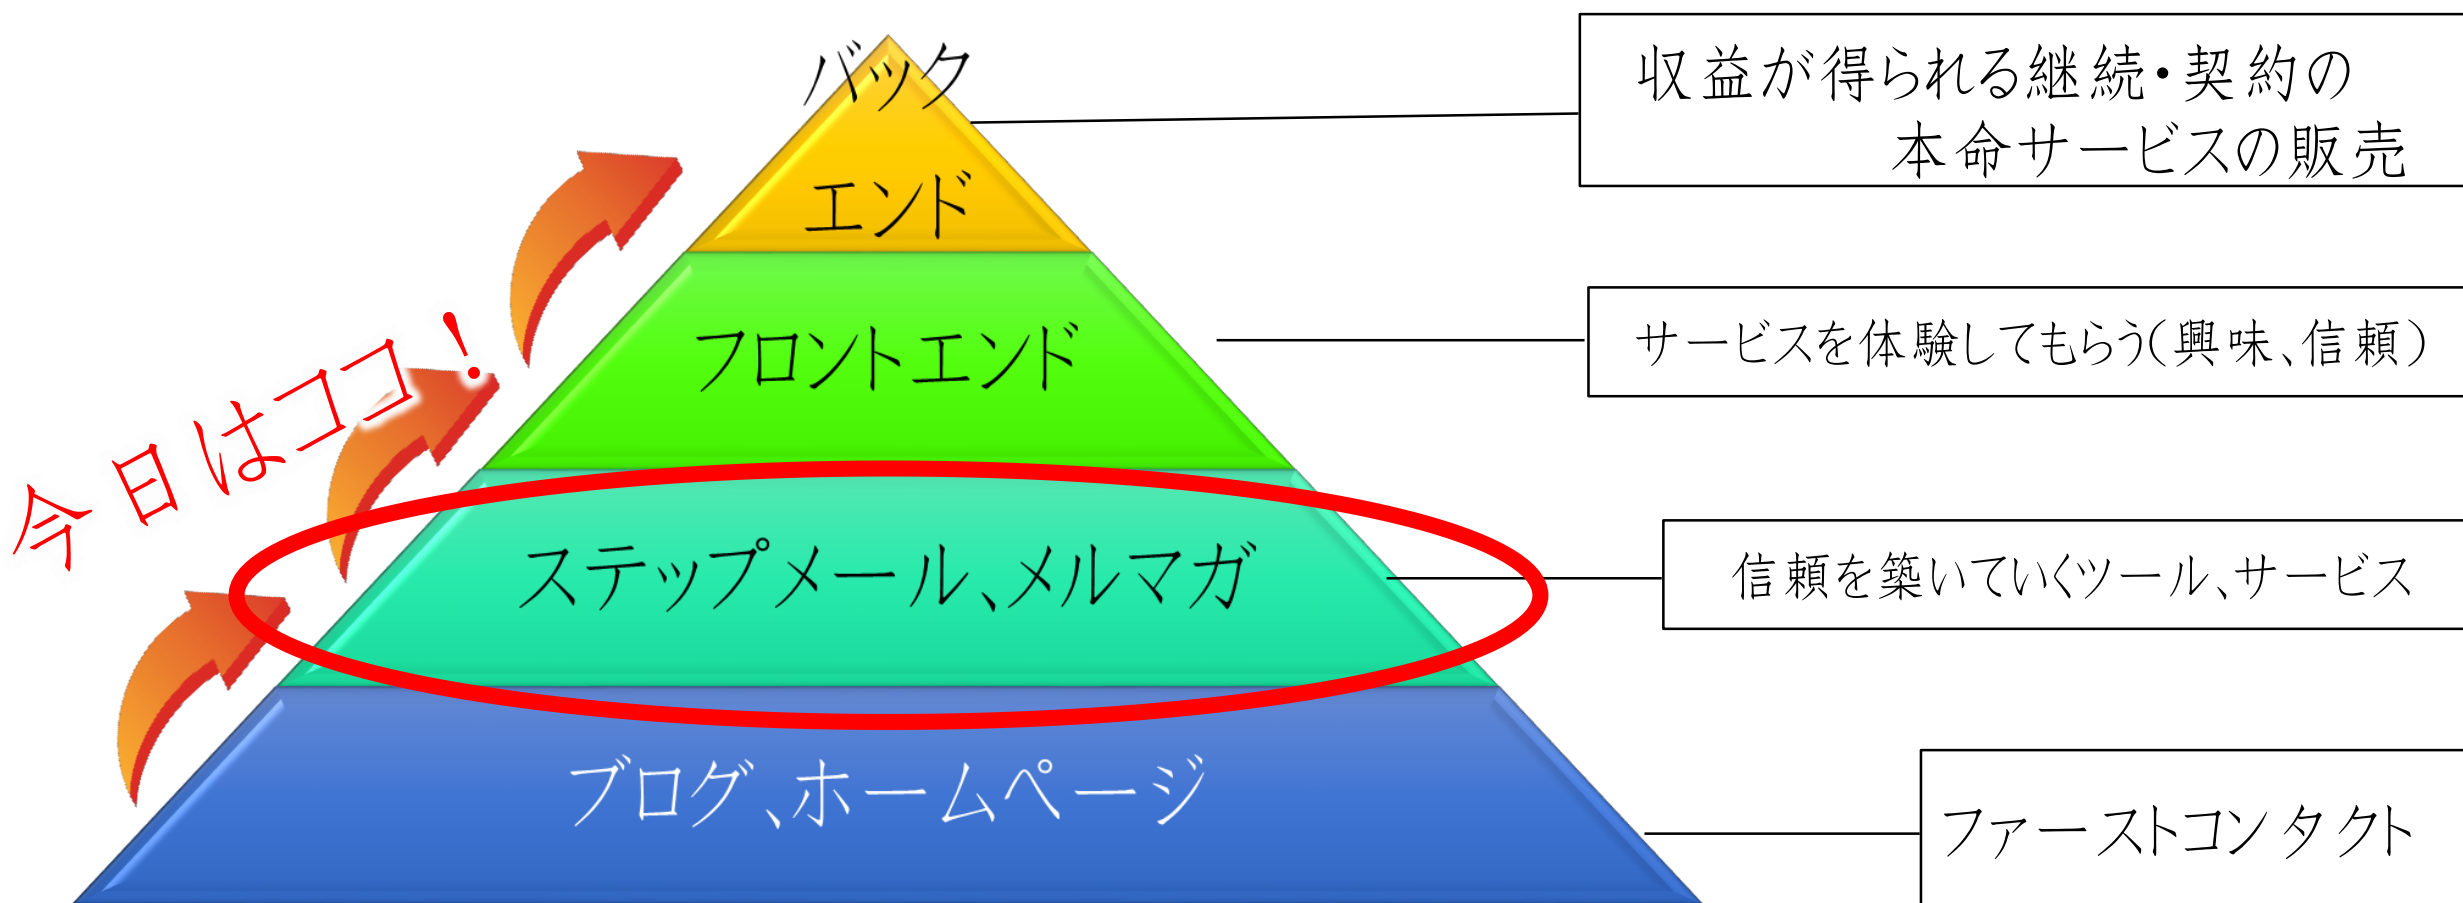 バック
エンド
収益が得られる継続・契約の
本命サービスの販売
フロントエンド
サービスを体験してもらう(興味、信頼)
今日はココ!
ステップメール、メルマガ
信頼を築いていくツール、サービス
ブログ、ホームページ
ファーストコンタクト